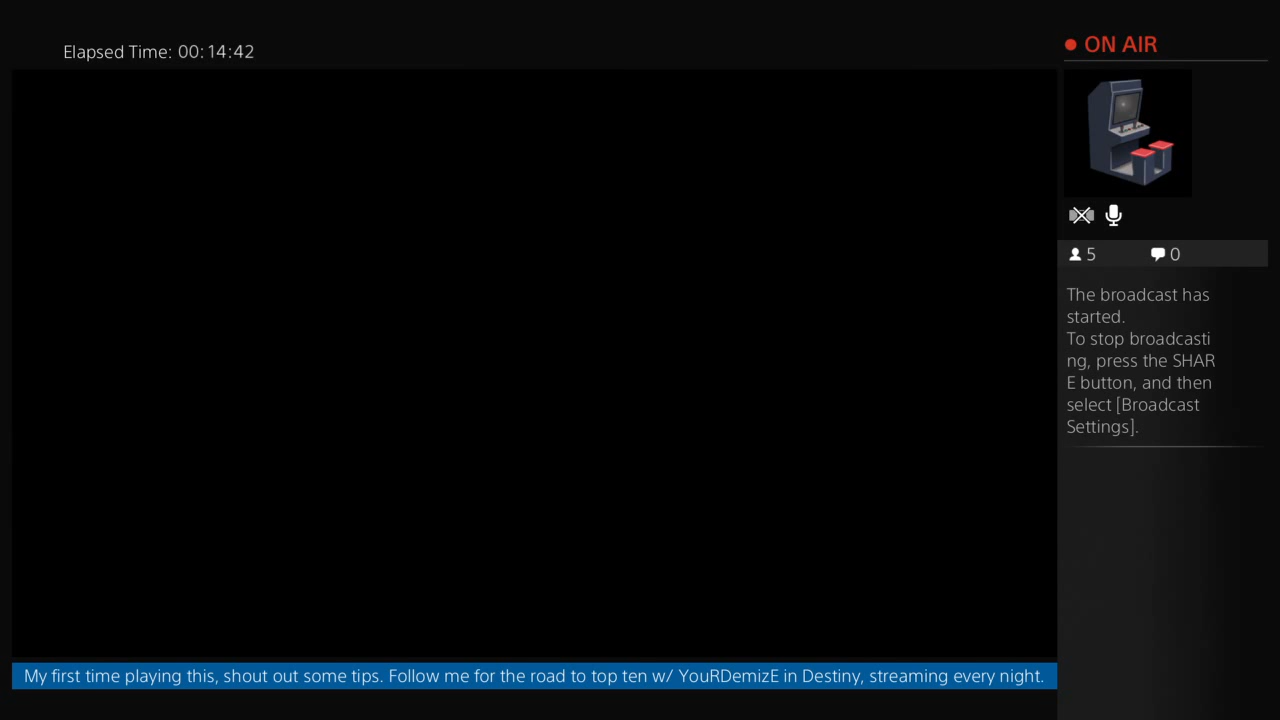 Elapsed Time: 00:14:42
ON AIR
5
0
The broadcast has
started.
To stop broadcasti
ng, press the SHAR
E button, and then
select [Broadcast
Settings].
My first time playing this, shout out some tips. Follow me for the road to top ten w/ YouRDemizE in Destiny, streaming every night.